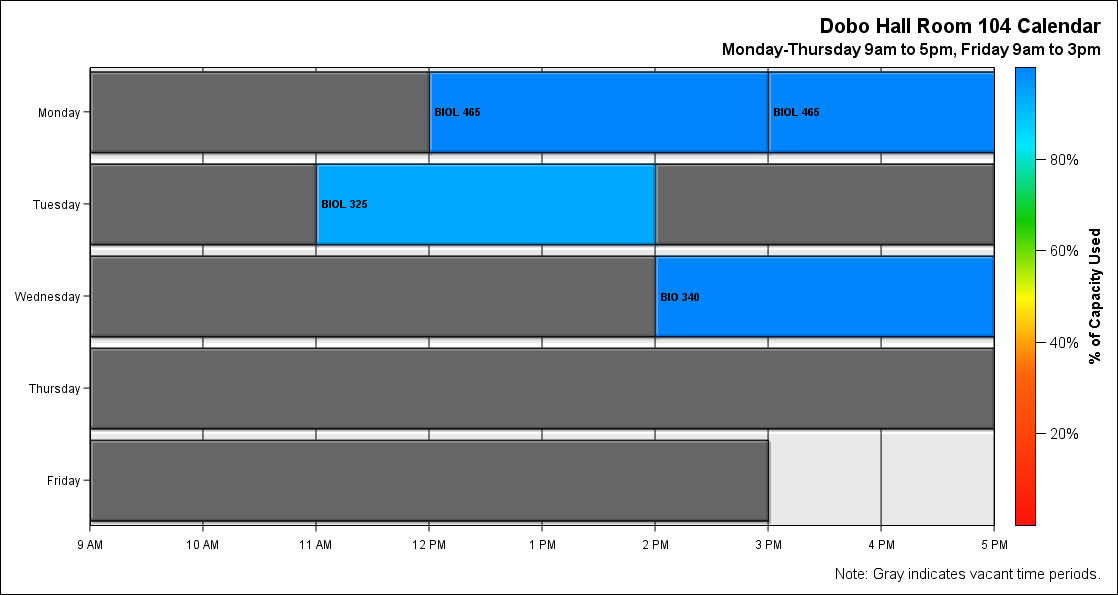 Dobo Hall Room 104 Calendar
Monday-Thursday 9am to 5pm, Friday 9am to 3pm
Monday
BIOL 465
BIOL 465
Tuesday
BIOL 325
Wednesday
BIO 340
Thursday
Friday
9 AM
10 AM
11 AM
12 PM
1 PM
2 PM
3 PM
4 PM
5 PM
80%
60%
40%
20%
% of Capacity Used
Note: Gray indicates vacant time periods.